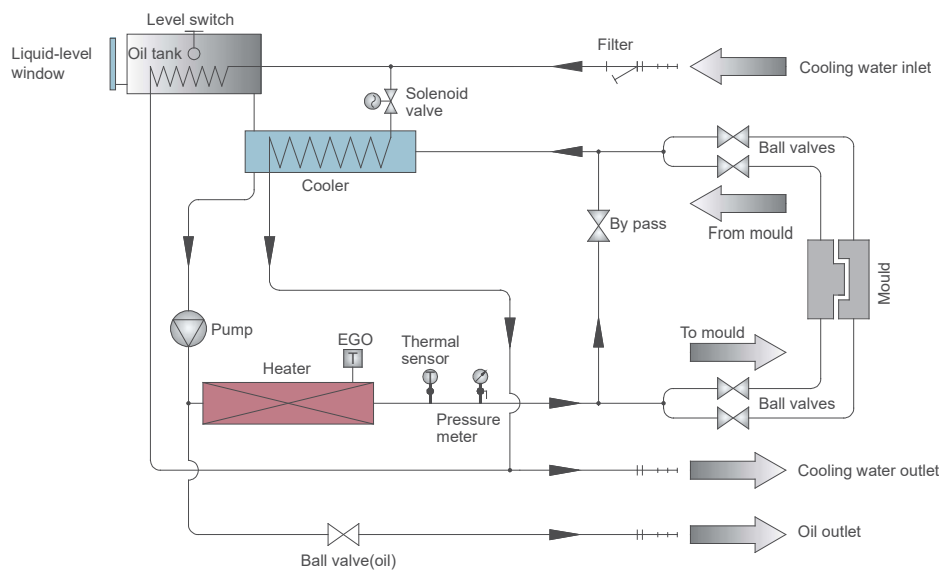 Level switch
Liquid-level
window
Oil tank
Filter
Cooling water inlet
Solenoid
valve
Ball valves
Cooler
By pass
From mould
Mould
Pump
EGO
T
Thermal
sensor
To mould
Heater
T
Pressure
meter
Ball valves
Cooling water outlet
Oil outlet
Ball valve(oil)